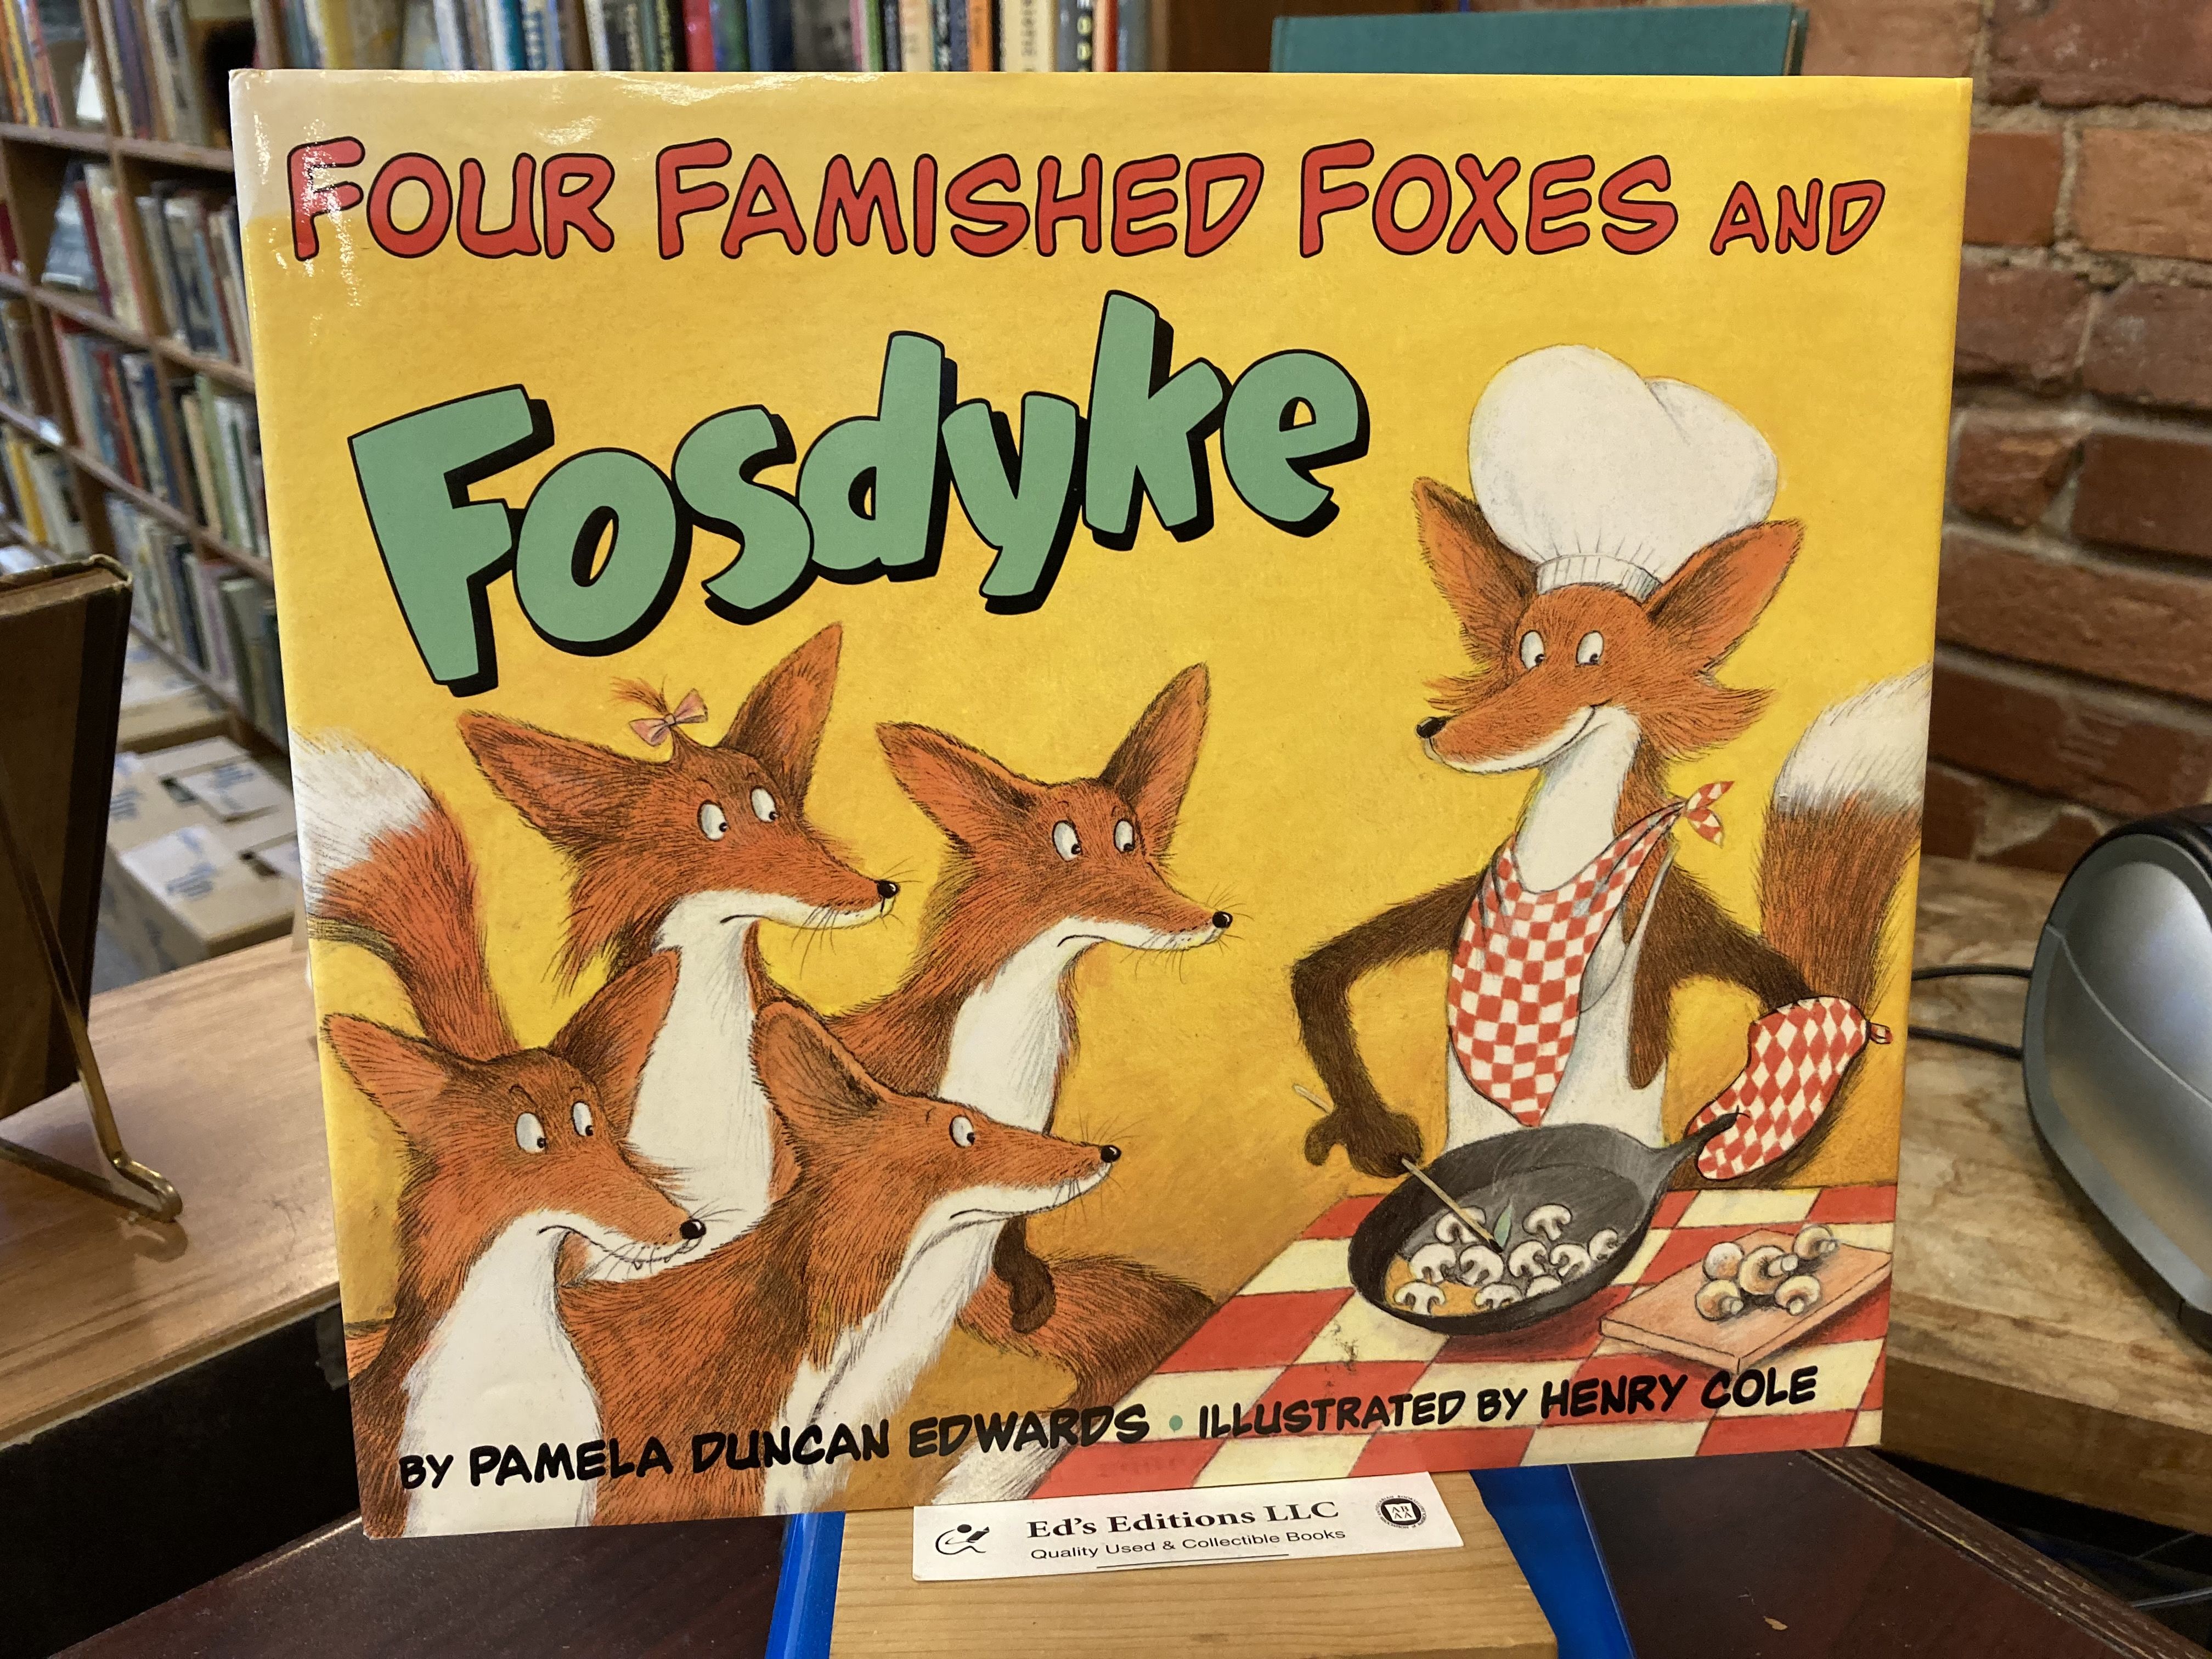 FOUR FAMISHED FOXES AND
Fosdyke
BY PAMELA DUNCAN EDWARDS • ILLUSTRATED BY HENRY COLE
Ed's Editions LLC
Quality Used & Collectible Books